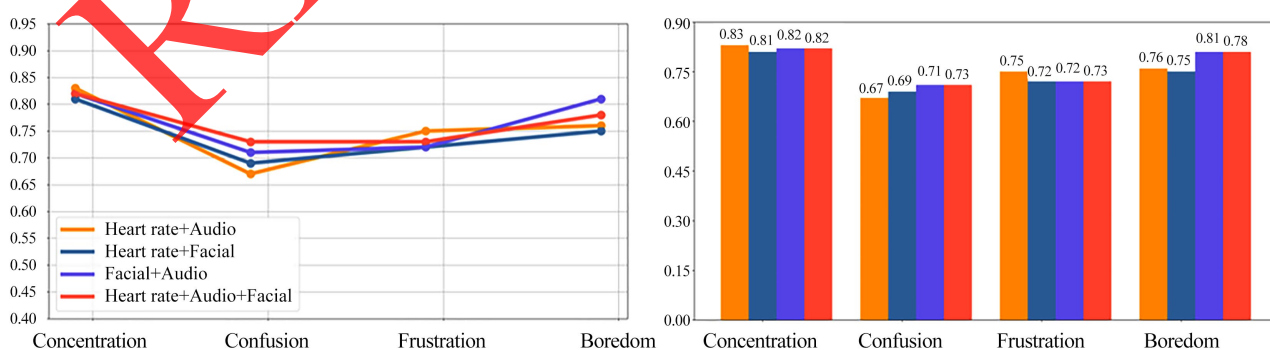 0.95
0.90
0.85
0.80
0.75
0.70
0.65
0.60
0.55
0.50
0.45
0.40
Heart rate+Audio
Heart rate+Facial
Facial+Audio
Heart rate+Audio+Facial
Concentration Confusion Frustration Boredom
0.90
0.75
0.60
0.45
0.30
0.15
0.00
0.83 0.81 0.82 0.82
0.67 0.69 0.71 0.73
0.75 0.72 0.72 0.73
0.76 0.75 0.81 0.78
Concentration Confusion Frustration Boredom